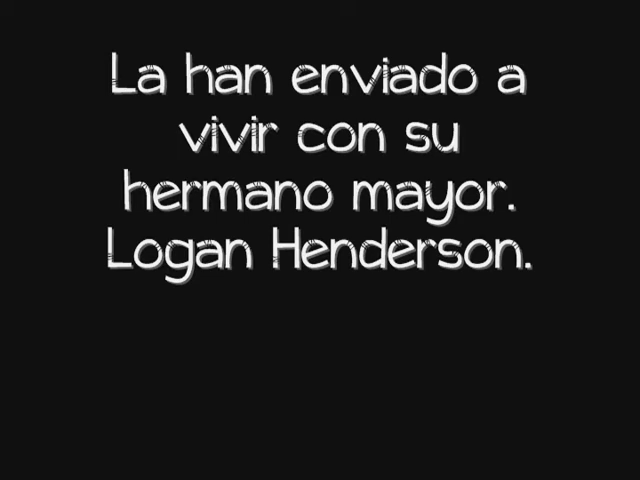 La han enviado a
vivir con su
hermano mayor.
Logan Henderson.